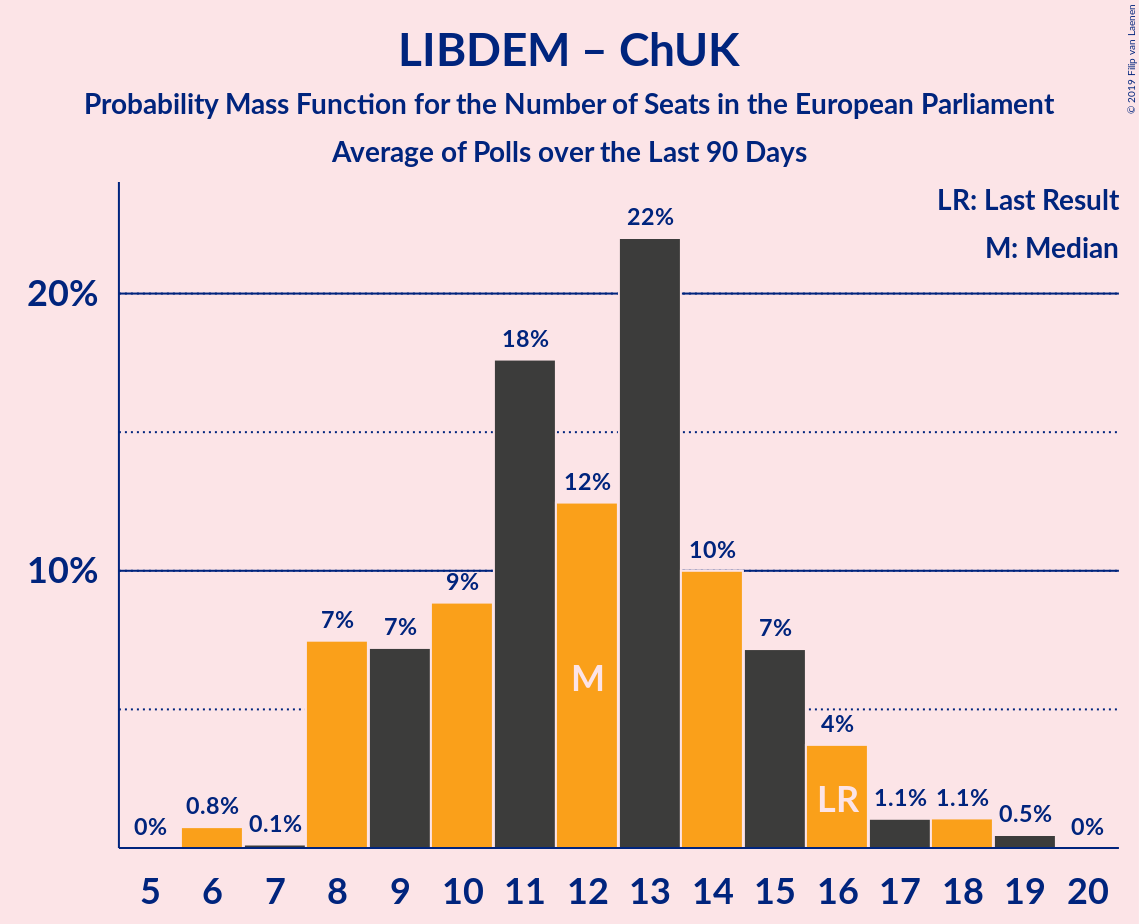 LIBDEM – ChUK
Probability Mass Function for the Number of Seats in the European Parliament
Average of Polls over the Last 90 Days
© 2019 Filip van Laenen
LR: Last Result
M: Median
20%
10%
0%
0.8%
0.1%
7%
7%
9%
18%
12%
22%
10%
7%
4%
1.1%
1.1%
0.5%
0%
M
LR
5 6 7 8 9 10 11 12 13 14 15 16 17 18 19 20